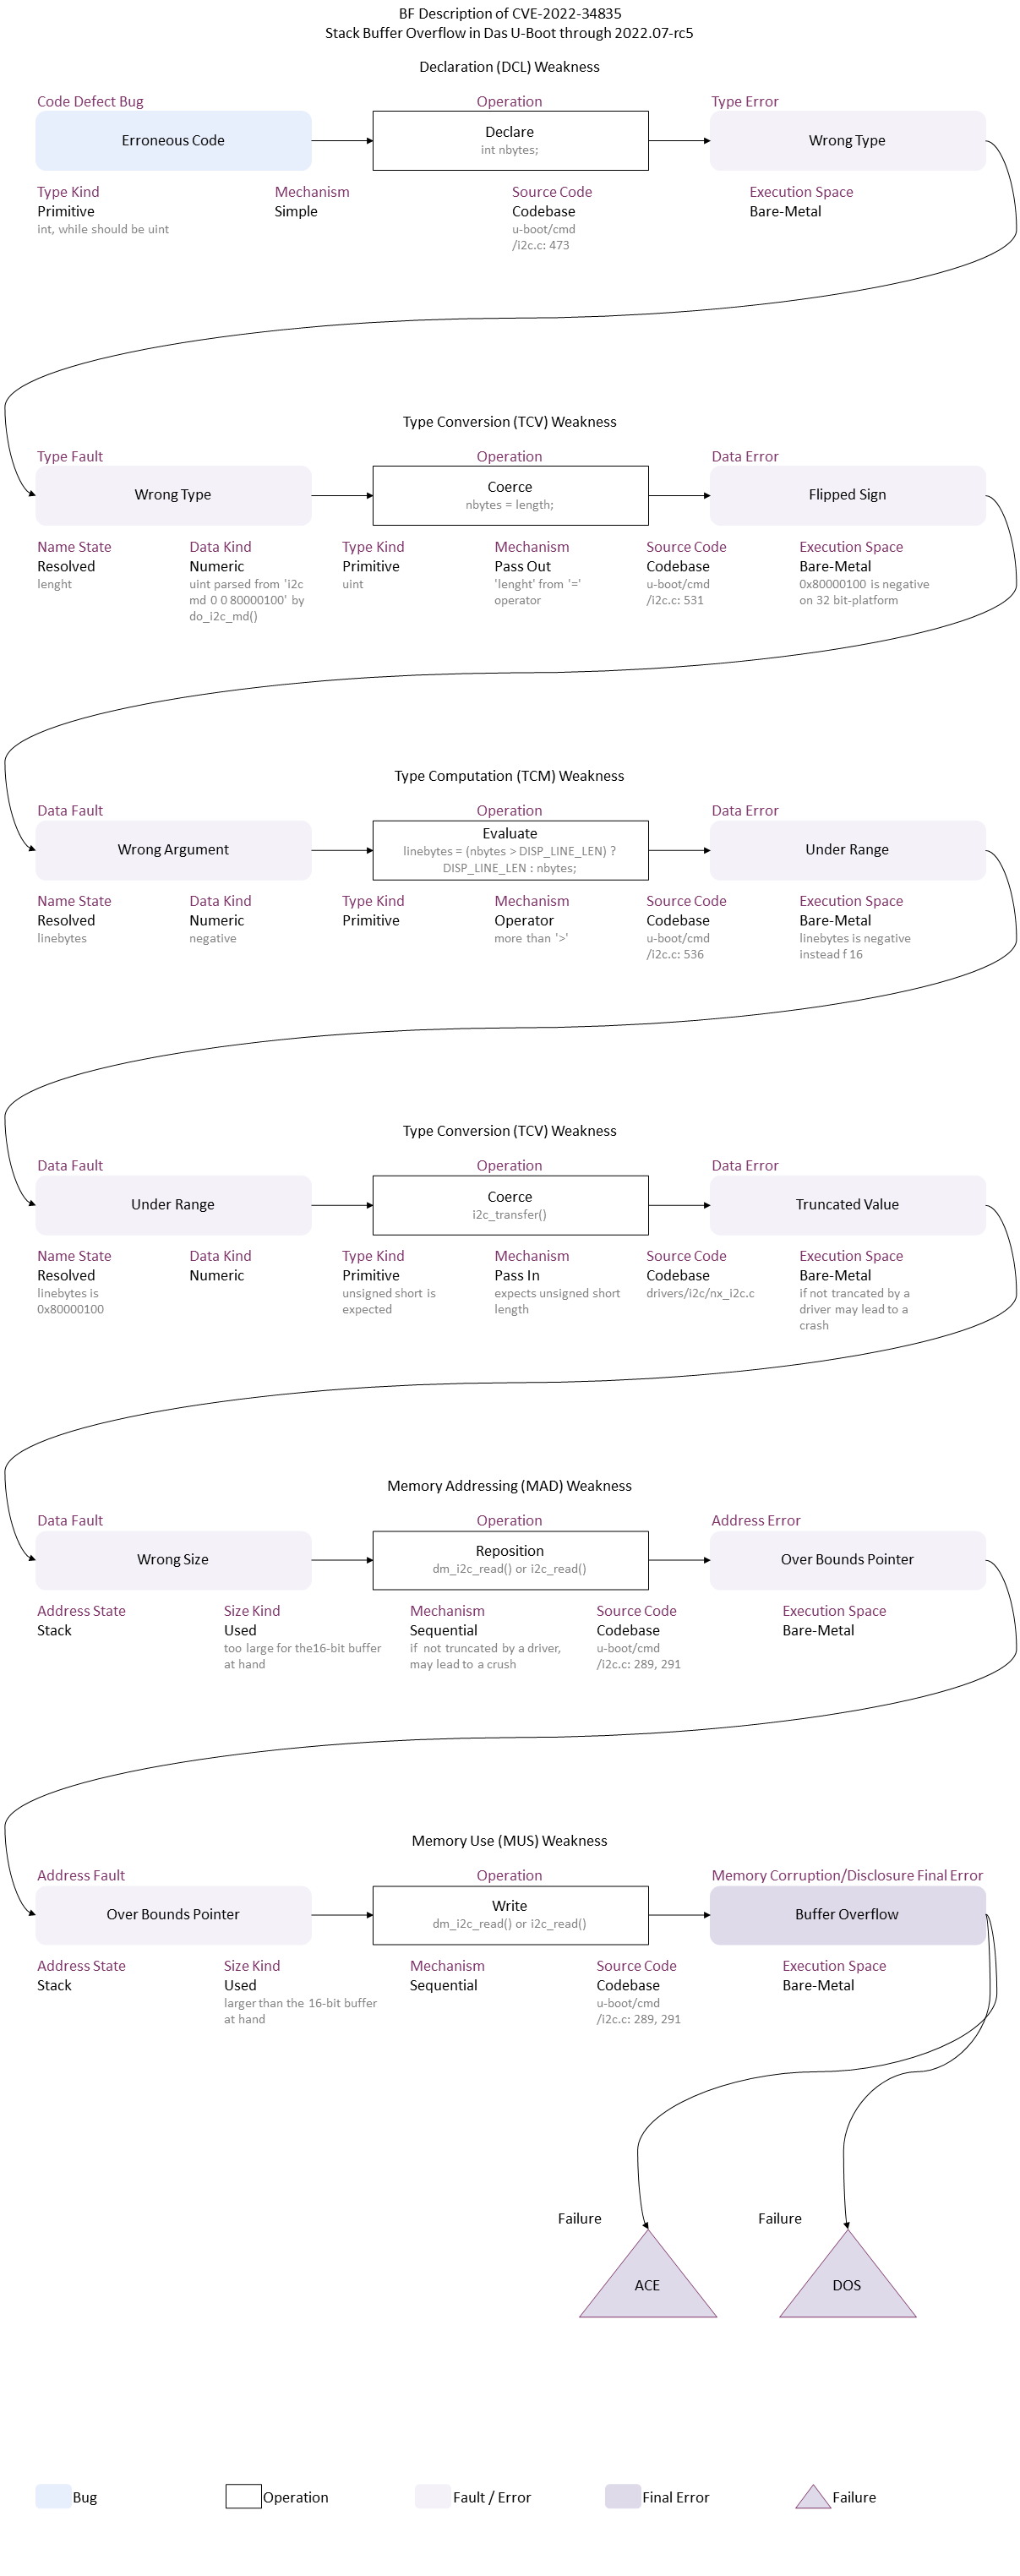 BF Description of CVE-2022-34835
Stack Buffer Overflow in Das U-Boot through 2022.07-rc5
Declaration (DCL) Weakness
Code Defect Bug
Operation
Type Error
Erroneous Code
Declare
int nbytes;
Wrong Type
Type Kind
Mechanism
Source Code
Execution Space
Primitive
Simple
Codebase
Bare-Metal
int, while should be uint
u-boot/cmd
/i2c.c: 473
Type Conversion (TCV) Weakness
Type Fault
Operation
Data Error
Wrong Type
Coerce
nbytes = length;
Flipped Sign
Name State
Data Kind
Type Kind
Mechanism
Source Code
Execution Space
Resolved
Numeric
Primitive
Pass Out
Codebase
Bare-Metal
lenght
uint parsed from 'i2c
md 0 0 80000100' by
do_i2c_md()
uint
'lenght' from '='
operator
u-boot/cmd
/i2c.c: 531
0x80000100 is negative
on 32 bit-platform
Type Computation (TCM) Weakness
Data Fault
Operation
Data Error
Wrong Argument
Evaluate
linebytes = (nbytes > DISP_LINE_LEN) ?
DISP_LINE_LEN : nbytes;
Under Range
Name State
Data Kind
Type Kind
Mechanism
Source Code
Execution Space
Resolved
Numeric
Primitive
Operator
Codebase
Bare-Metal
linebytes
negative
more than '>'
u-boot/cmd
/i2c.c: 536
linebytes is negative
instead f 16
Type Conversion (TCV) Weakness
Data Fault
Operation
Data Error
Under Range
Coerce
i2c_transfer()
Truncated Value
Name State
Data Kind
Type Kind
Mechanism
Source Code
Execution Space
Resolved
Numeric
Primitive
Pass In
Codebase
Bare-Metal
linebytes is
0x80000100
unsigned short is
expected
expects unsigned short
length
drivers/i2c/nx_i2c.c
if not trancated by a
driver may lead to a
crash
Memory Addressing (MAD) Weakness
Data Fault
Operation
Address Error
Wrong Size
Reposition
dm_i2c_read() or i2c_read()
Over Bounds Pointer
Address State
Size Kind
Mechanism
Source Code
Execution Space
Stack
Used
Sequential
Codebase
Bare-Metal
too large for the16-bit buffer
at hand
if not truncated by a driver,
may lead to a crush
u-boot/cmd
/i2c.c: 289, 291
Memory Use (MUS) Weakness
Address Fault
Operation
Memory Corruption/Disclosure Final Error
Over Bounds Pointer
Write
dm_i2c_read() or i2c_read()
Buffer Overflow
Address State
Size Kind
Mechanism
Source Code
Execution Space
Stack
Used
Sequential
Codebase
Bare-Metal
larger than the 16-bit buffer
at hand
u-boot/cmd
/i2c.c: 289, 291
Failure
Failure
ACE
DOS
Bug
Operation
Fault / Error
Final Error
Failure